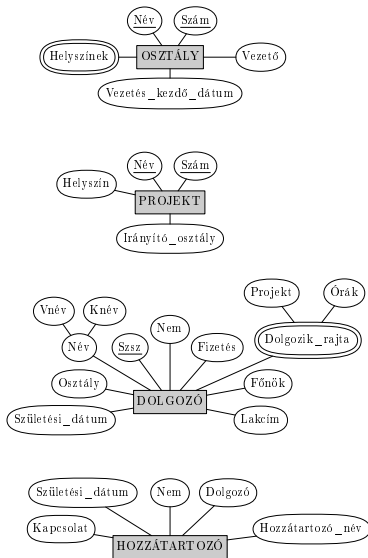 Név
Szám
Helyszínek
OSZTÁLY
Vezető
Vezetés_kezdő_dátum
Név
Szám
Helyszín
PROJEKT
Irányító_osztály
Projekt
Órák
Vnév
Knév
Nem
Név
Szsz
Fizetés
Dolgozik_rajta
Osztály
Főnök
DOLGOZÓ
Születési_dátum
Lakcím
Születési_dátum
Nem
Dolgozó
Kapcsolat
Hozzátartozó_név
HOZZÁTARTOZÓ